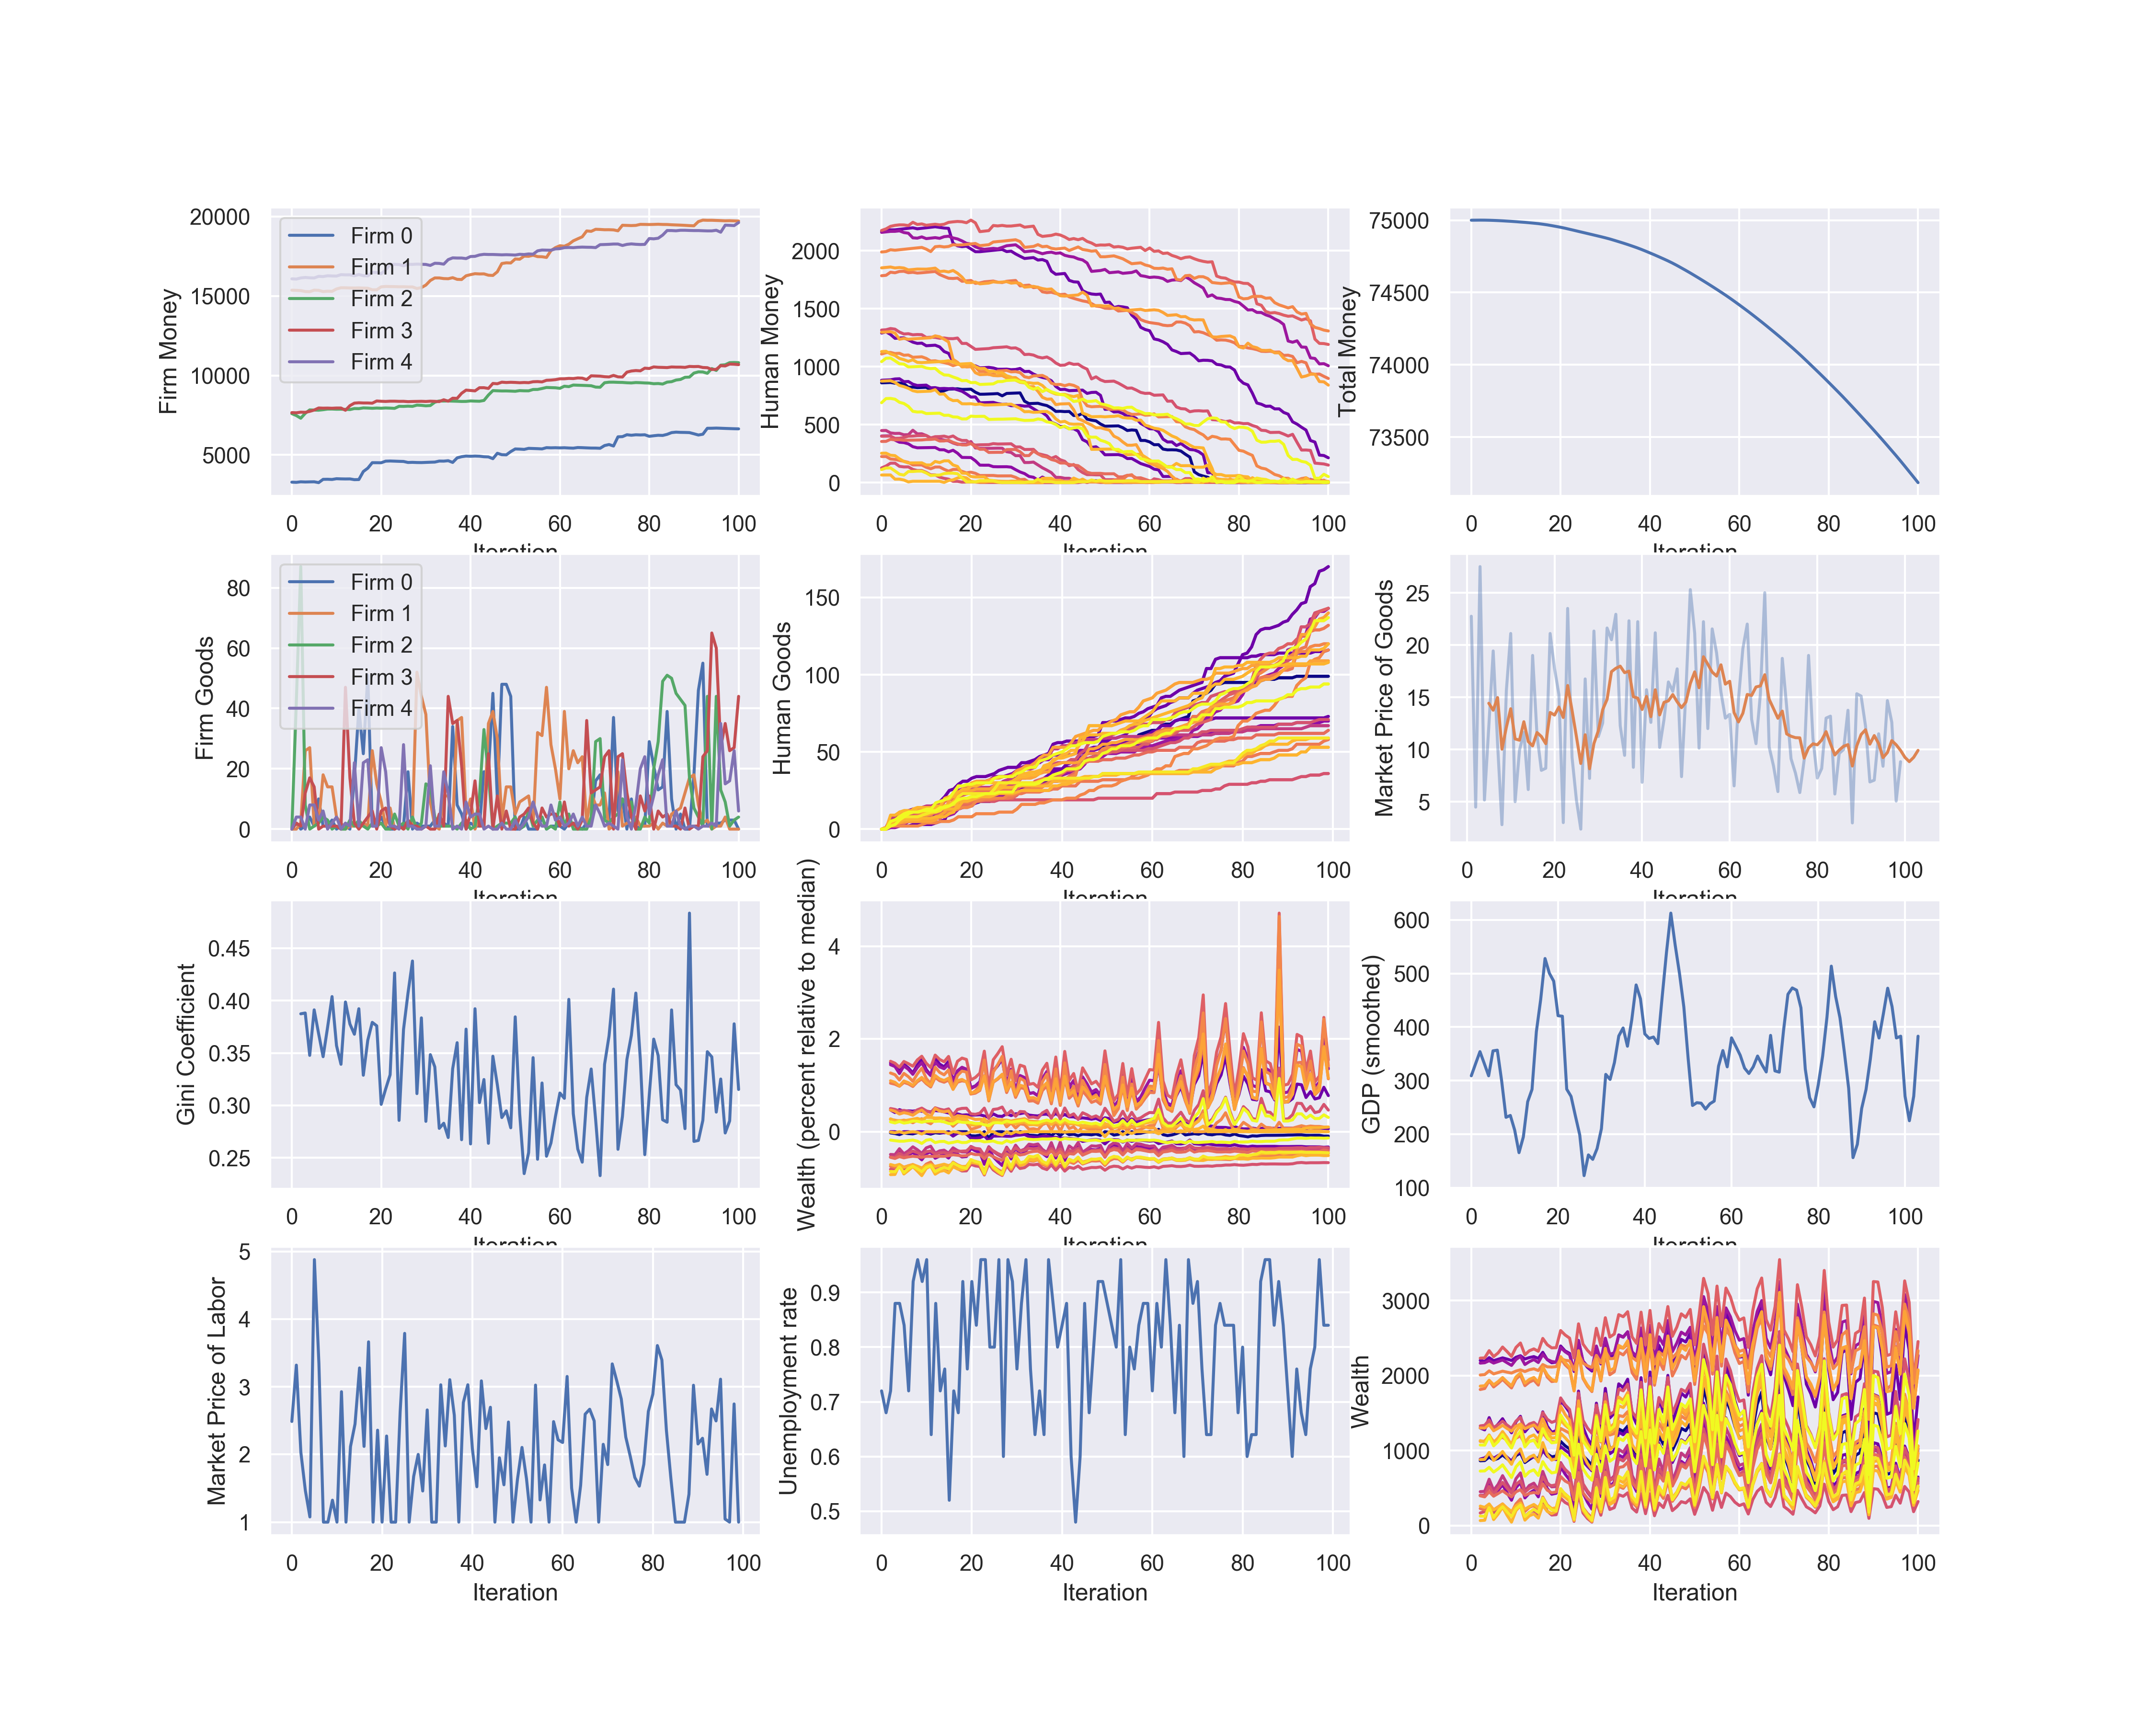 Firm Money
20000
15000
10000
5000
Firm 0
Firm 1
Firm 2
Firm 3
Firm 4
0 20 40 60 80 100
Iteration
Human Money
2000
1500
1000
500
0
0 20 40 60 80 100
Iteration
Total Money
75000
74500
74000
73500
0 20 40 60 80 100
Iteration
Firm Goods
80
60
40
20
0
Firm 0
Firm 1
Firm 2
Firm 3
Firm 4
0 20 40 60 80 100
Iteration
Human Goods
150
100
50
0
0 20 40 60 80 100
Iteration
Market Price of Goods
25
20
15
10
5
0 20 40 60 80 100
Iteration
Gini Coefficient
0.45
0.40
0.35
0.30
0.25
0 20 40 60 80 100
Iteration
Wealth (percent relative to median)
4
2
0
0 20 40 60 80 100
Iteration
GDP (smoothed)
600
500
400
300
200
100
0 20 40 60 80 100
Iteration
Market Price of Labor
5
4
3
2
1
0 20 40 60 80 100
Iteration
Unemployment rate
0.9
0.8
0.7
0.6
0.5
0 20 40 60 80 100
Iteration
Wealth
3000
2000
1000
0
0 20 40 60 80 100
Iteration